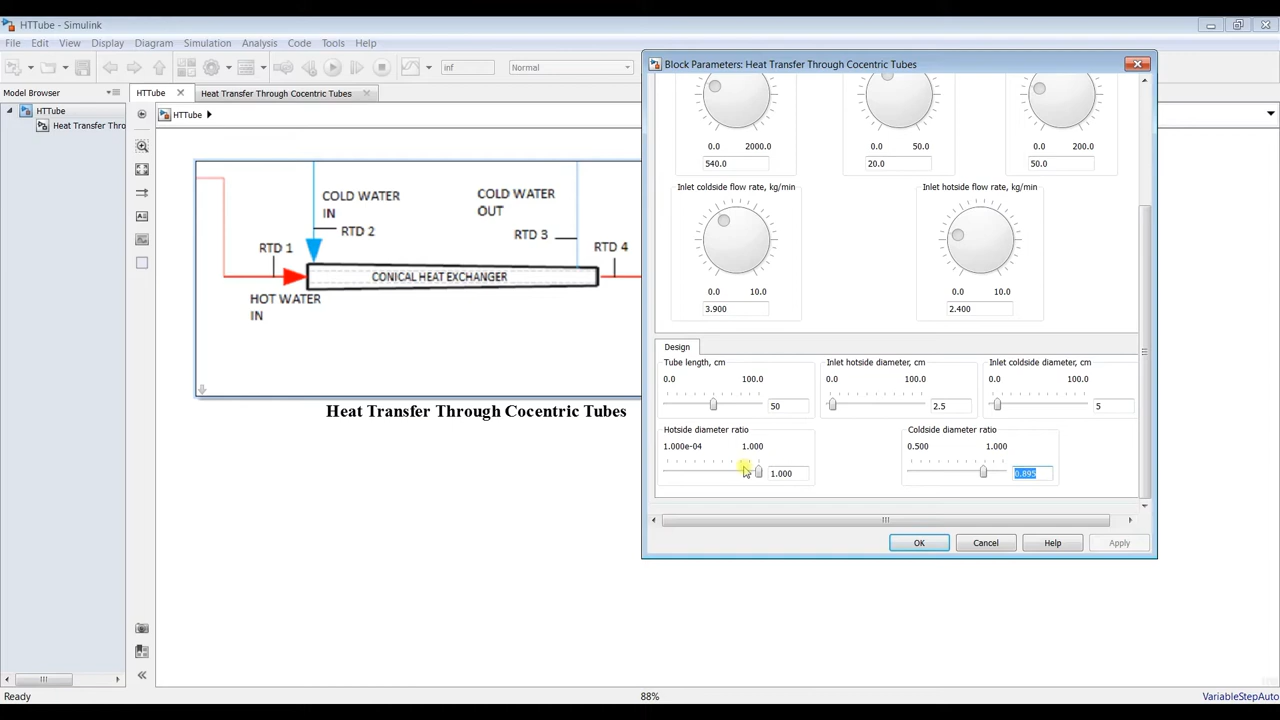 HTTube - Simulink
File Edit View Display Diagram Simulation Analysis Code Tools Help
inf
Normal
Model Browser
HTTube
Heat Transfer Through Cocentric Tubes
HTTube
Heat Transfer Thro
HTTube
COLD WATER
IN
RTD 2
COLD WATER
OUT
RTD 3
RTD 1
RTD 4
CONICAL HEAT EXCHANGER
HOT WATER
IN
Heat Transfer Through Cocentric Tubes
Block Parameters: Heat Transfer Through Cocentric Tubes
0.0 2000.0
540.0
0.0 50.0
20.0
0.0 200.0
50.0
Inlet coldside flow rate, kg/min
0.0 10.0
3.900
Inlet hotside flow rate, kg/min
0.0 10.0
2.400
Design
Tube length, cm
0.0 100.0
50
Inlet hotside diameter, cm
0.0 100.0
2.5
Inlet coldside diameter, cm
0.0 100.0
5
Hotside diameter ratio
1.000e-04 1.000
1.000
Coldside diameter ratio
0.500 1.000
0.895
OK Cancel Help Apply
Ready
88%
VariableStepAuto